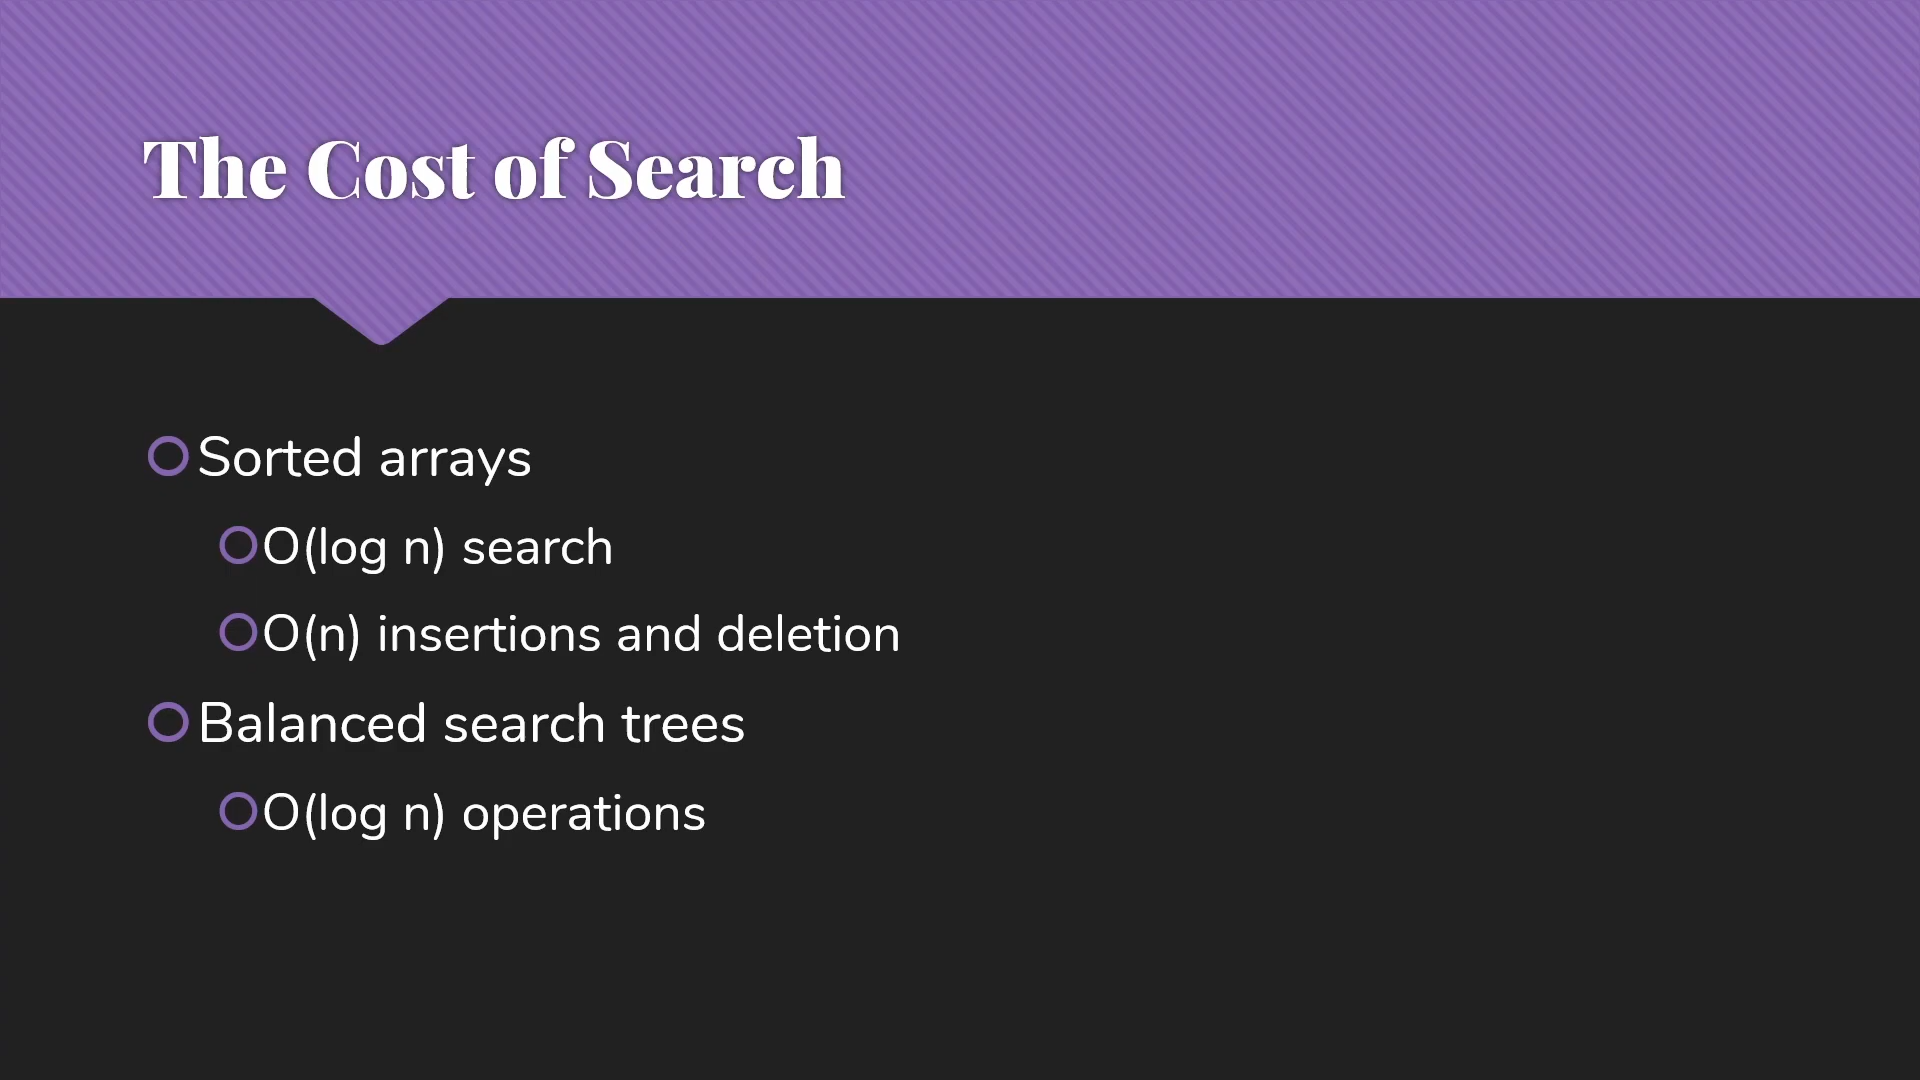 The Cost of Search
Sorted arrays
O(log n) search
O(n) insertions and deletion
Balanced search trees
O(log n) operations